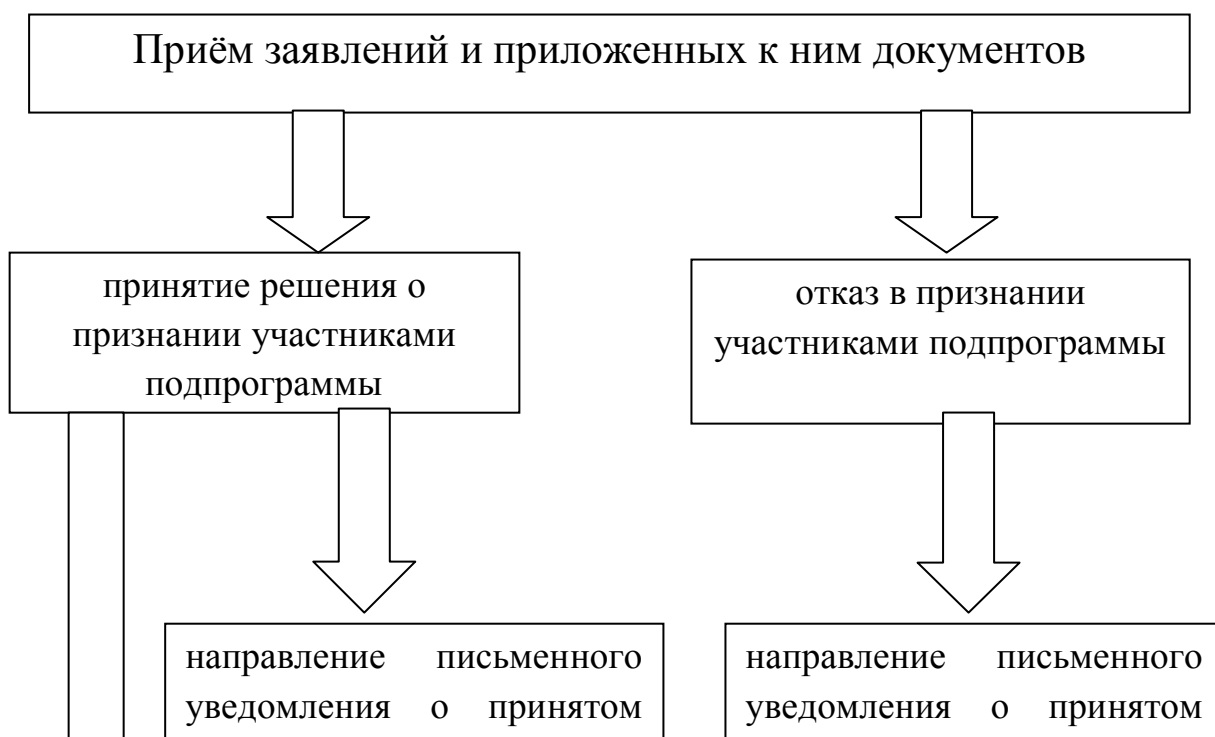 Приём заявлений и приложенных к ним документов
принятие решения о
признании участниками
подпрограммы
отказ в признании
участниками подпрограммы
направление письменного
уведомления о принятом
направление письменного
уведомления о принятом